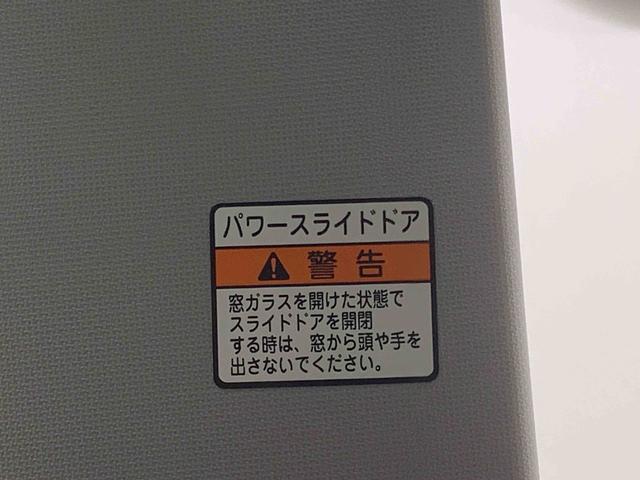 パワースライドドア
警告
窓ガラスを開けた状態で
スライドドアを開閉
する時は、窓から頭や手を
出さないでください。